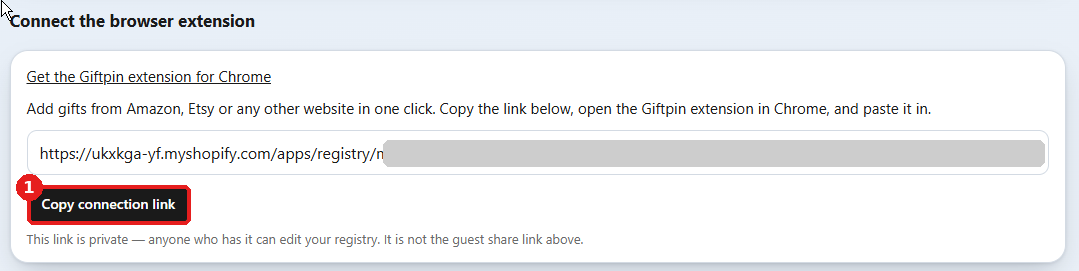 Connect the browser extension
Get the Giftpin extension for Chrome
Add gifts from Amazon, Etsy or any other website in one click. Copy the link below, open the Giftpin extension in Chrome, and paste it in.
https://ukxkga-yf.myshopify.com/apps/registry/
1
Copy connection link
This link is private — anyone who has it can edit your registry. It is not the guest share link above.